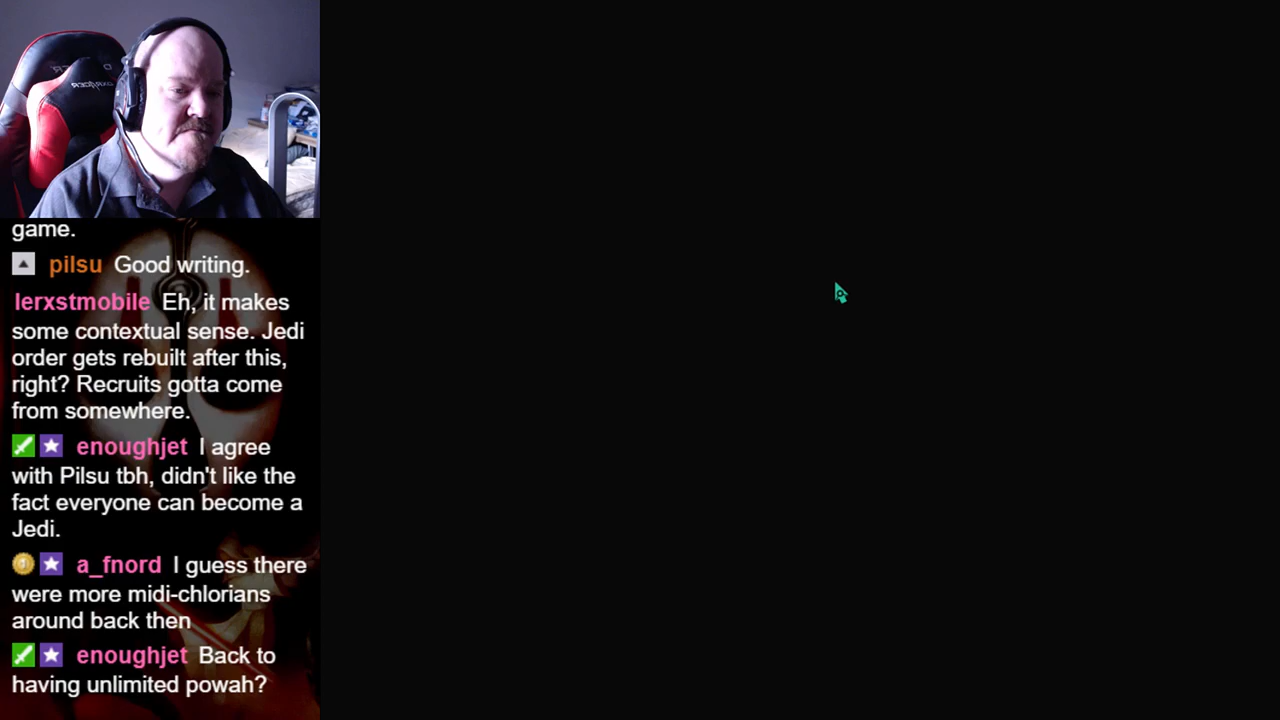 game.
pilsu Good writing.
lerxstmobile Eh, it makes
some contextual sense. Jedi
order gets rebuilt after this,
right? Recruits gotta come
from somewhere.
enoughjet I agree
with Pilsu tbh, didn't like the
fact everyone can become a
Jedi.
a_fnord I guess there
were more midi-chlorians
around back then
enoughjet Back to
having unlimited powah?